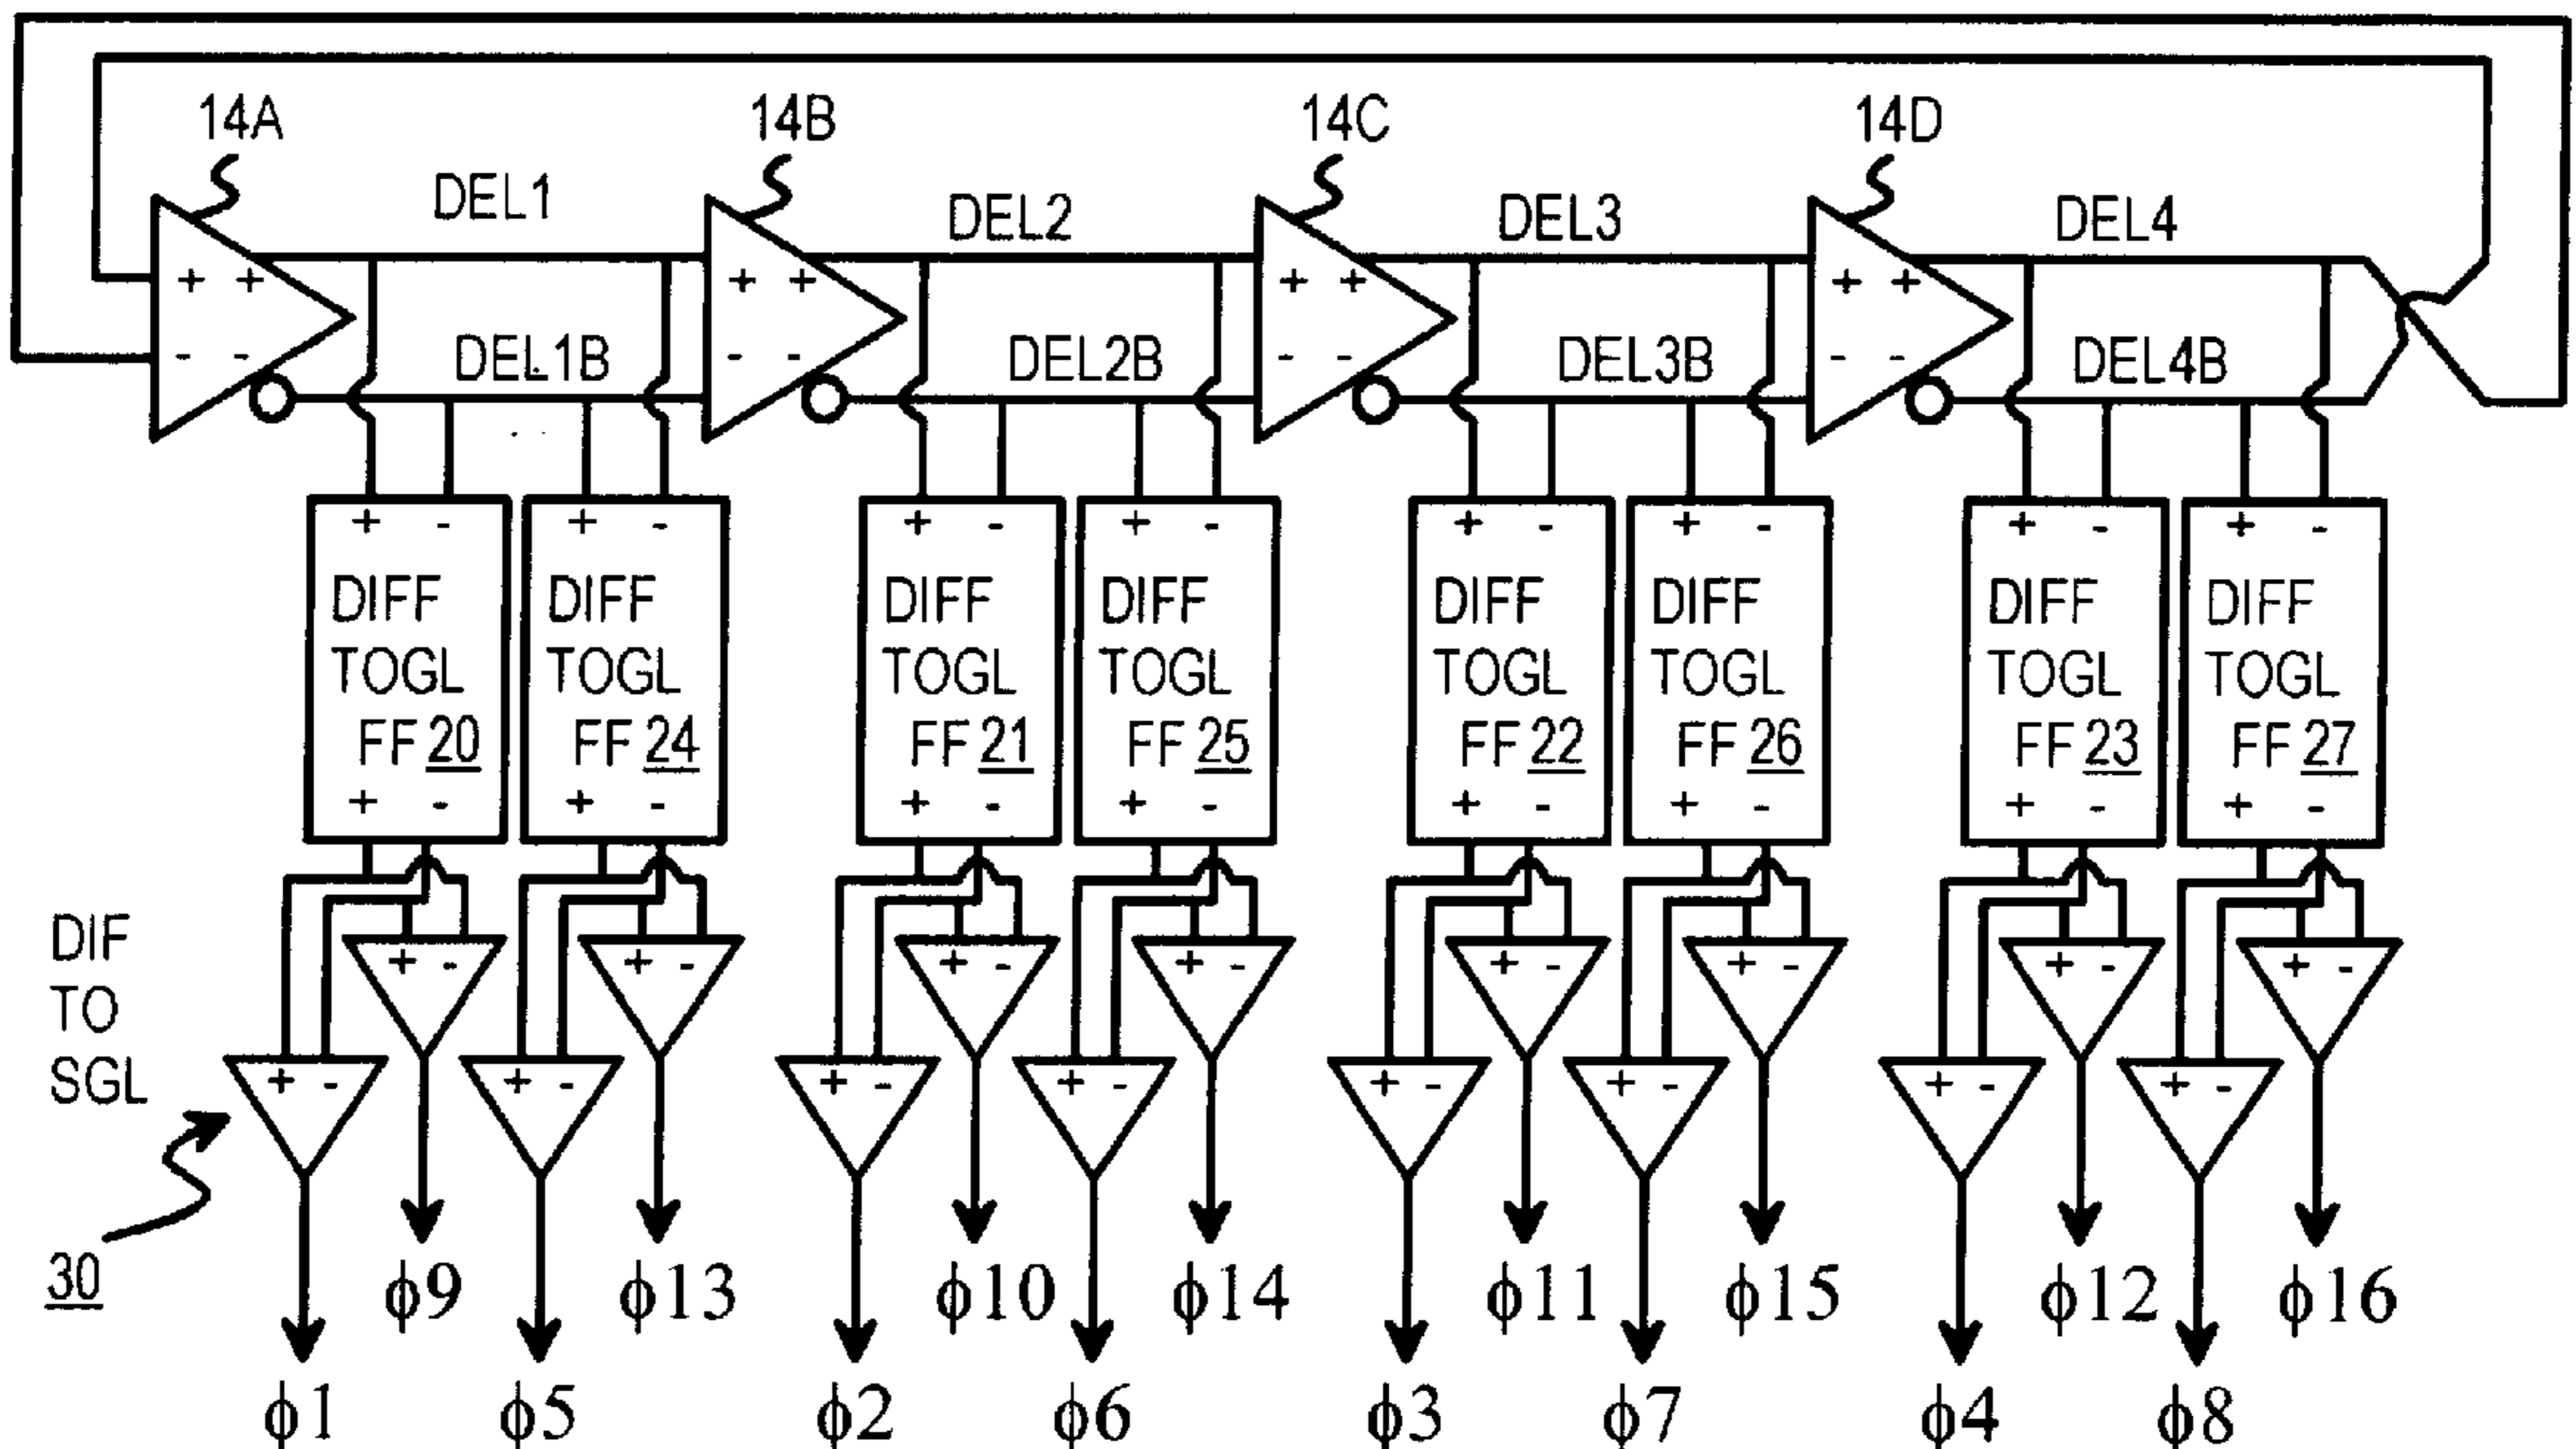 14A 14B 14C 14D
DEL1 DEL2 DEL3 DEL4
+ + + + + + + +
- - - - - - - -
DEL1B DEL2B DEL3B DEL4B
+ - + - + - + - + - + - + - + -
DIFF DIFF DIFF DIFF DIFF DIFF DIFF DIFF
TOGL TOGL TOGL TOGL TOGL TOGL TOGL TOGL
FF 20 FF 24 FF 21 FF 25 FF 22 FF 26 FF 23 FF 27
+ - + - + - + - + - + - + - + -
DIF
TO
SGL
+ - + - + - + - + - + - + - + -
+ - + - + - + - + - + - + - + -
30
ϕ9 ϕ13 ϕ10 ϕ14 ϕ11 ϕ15 ϕ12 ϕ16
ϕ1 ϕ5 ϕ2 ϕ6 ϕ3 ϕ7 ϕ4 ϕ8